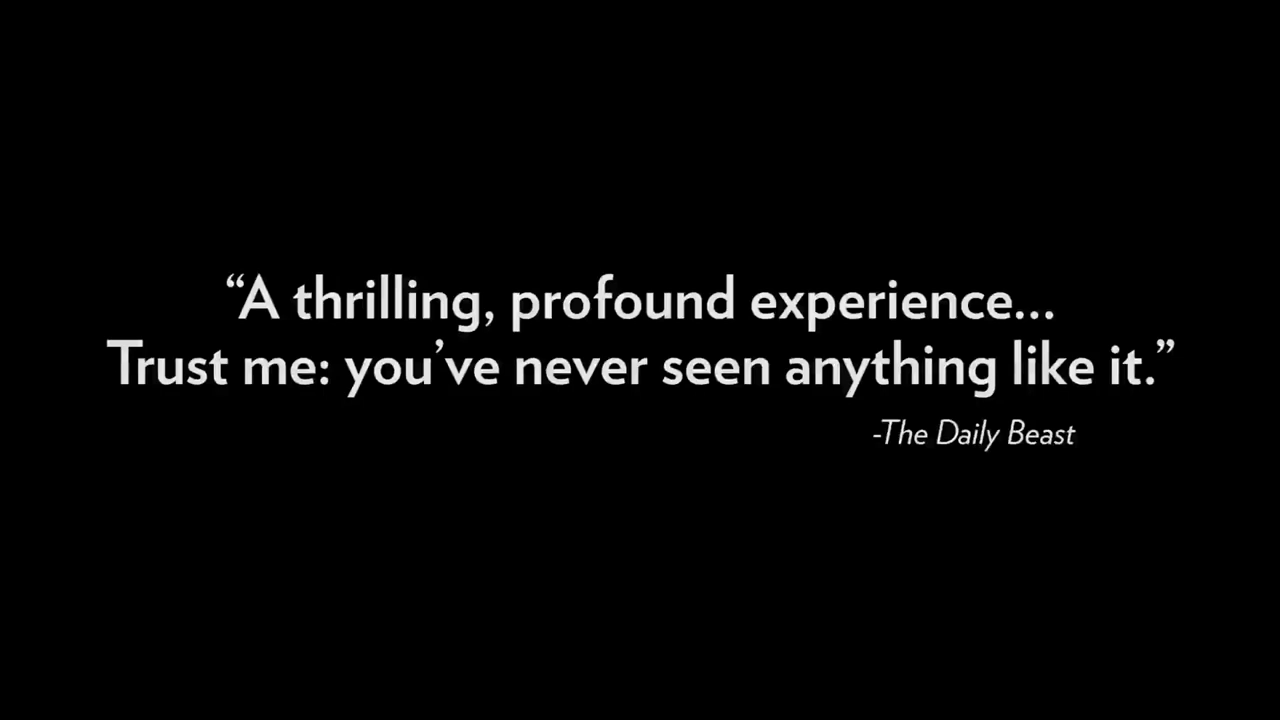 “A thrilling, profound experience...
Trust me: you’ve never seen anything like it.”
-The Daily Beast